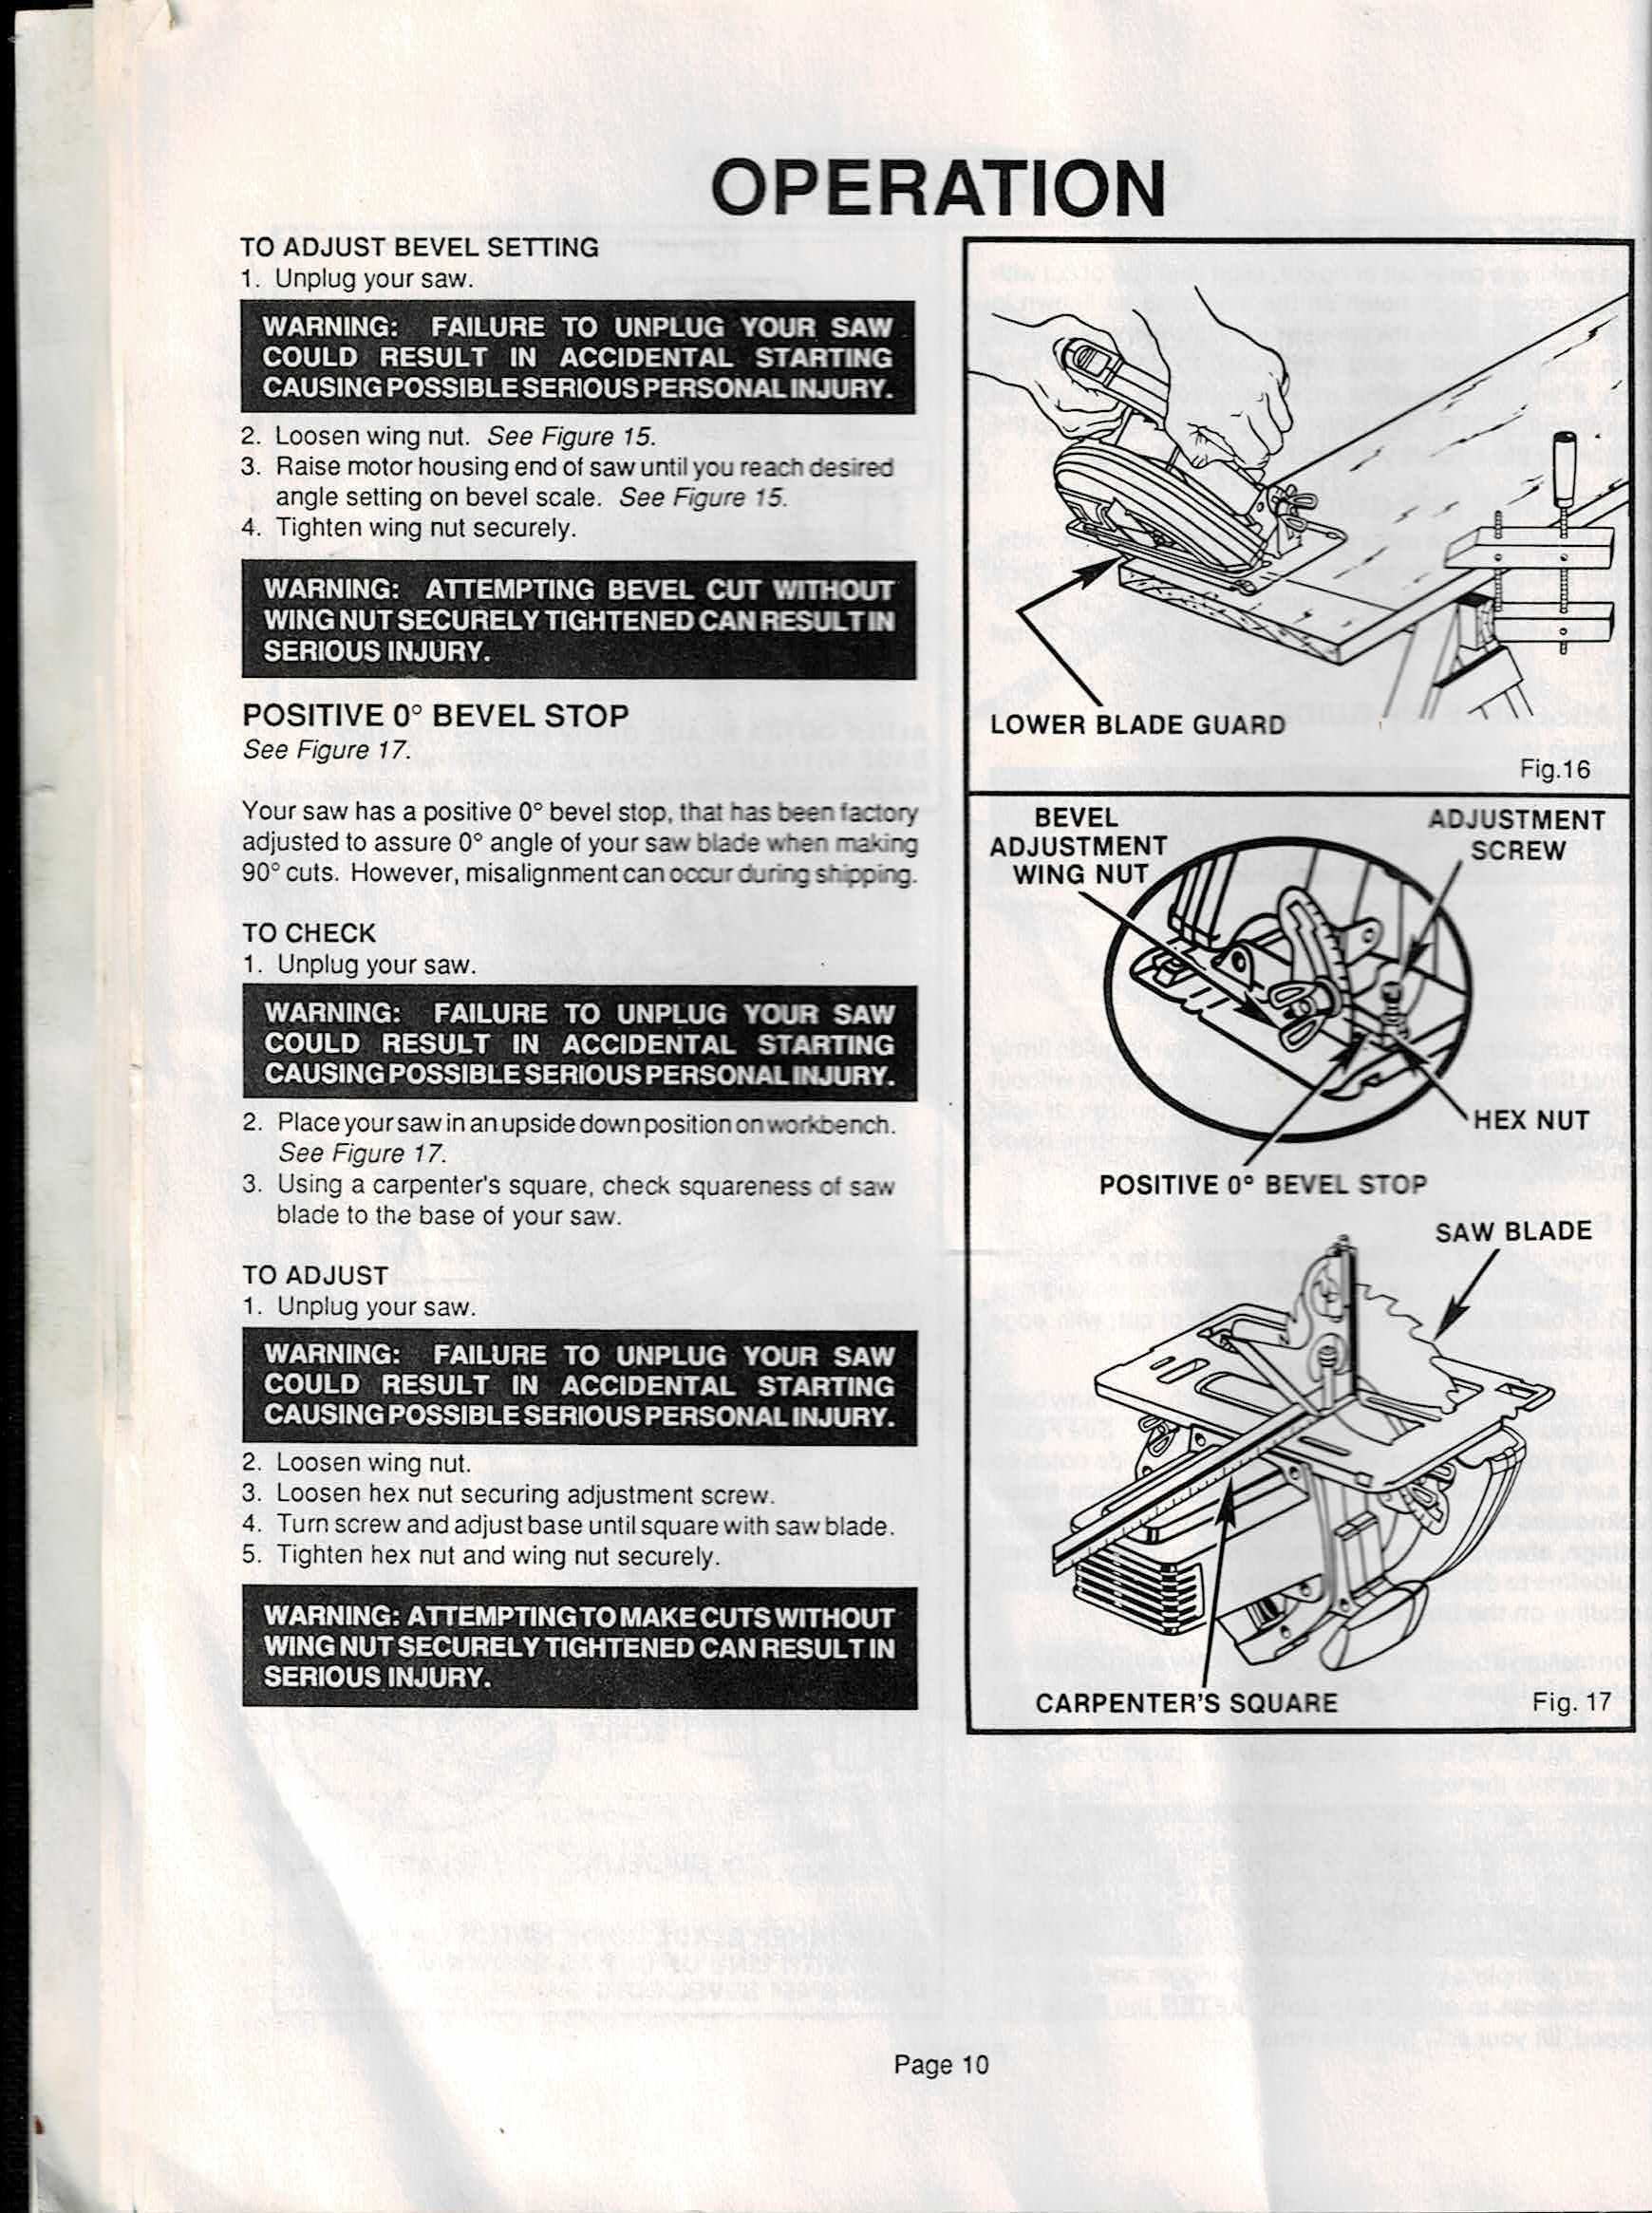 OPERATION
TO ADJUST BEVEL SETTING
1. Unplug your saw.
WARNING: FAILURE TO UNPLUG YOUR SAW
COULD RESULT IN ACCIDENTAL STARTING
CAUSING POSSIBLE SERIOUS PERSONAL INJURY.
2. Loosen wing nut. See Figure 15.
3. Raise motor housing end of saw until you reach desired
angle setting on bevel scale. See Figure 15.
4. Tighten wing nut securely.
WARNING: ATTEMPTING BEVEL CUT WITHOUT
WING NUT SECURELY TIGHTENED CAN RESULT IN
SERIOUS INJURY.
POSITIVE 0° BEVEL STOP
See Figure 17.
Your saw has a positive 0° bevel stop, that has been factory
adjusted to assure 0° angle of your saw blade when making
90° cuts. However, misalignment can occur during shipping.
TO CHECK
1. Unplug your saw.
WARNING: FAILURE TO UNPLUG YOUR SAW
COULD RESULT IN ACCIDENTAL STARTING
CAUSING POSSIBLE SERIOUS PERSONAL INJURY.
2. Place your saw in an upside down position on workbench.
See Figure 17.
3. Using a carpenter's square, check squareness of saw
blade to the base of your saw.
TO ADJUST
1. Unplug your saw.
WARNING: FAILURE TO UNPLUG YOUR SAW
COULD RESULT IN ACCIDENTAL STARTING
CAUSING POSSIBLE SERIOUS PERSONAL INJURY.
2. Loosen wing nut.
3. Loosen hex nut securing adjustment screw.
4. Turn screw and adjust base until square with saw blade.
5. Tighten hex nut and wing nut securely.
WARNING: ATTEMPTING TO MAKE CUTS WITHOUT
WING NUT SECURELY TIGHTENED CAN RESULT IN
SERIOUS INJURY.
LOWER BLADE GUARD
Fig.16
BEVEL
ADJUSTMENT
WING NUT
ADJUSTMENT
SCREW
HEX NUT
POSITIVE 0° BEVEL STOP
SAW BLADE
CARPENTER'S SQUARE
Fig. 17
Page 10